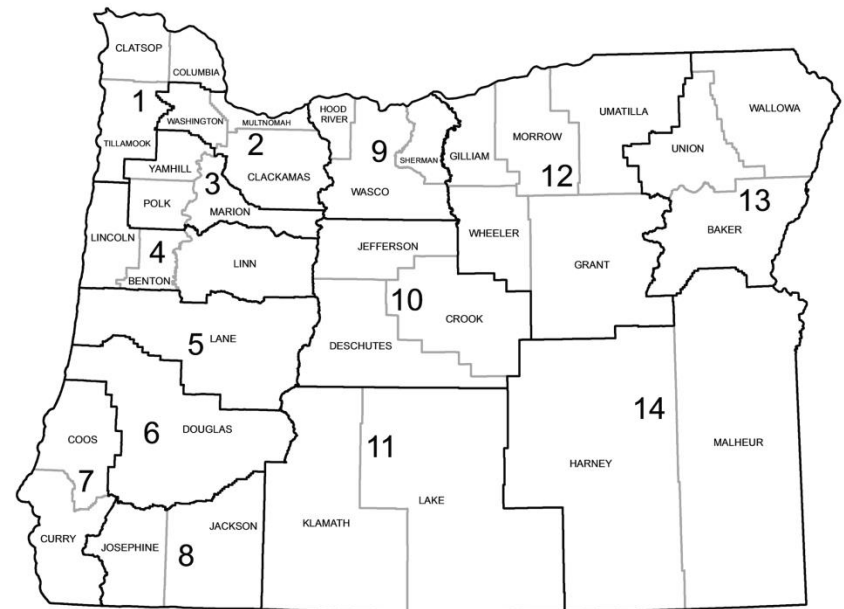 CLATSOP
COLUMBIA
1
WASHINGTON
MULTNOMAH
TILLAMOOK
2
YAMHILL
CLACKAMAS
3
POLK
MARION
LINCOLN
4
BENTON
LINN
HOOD
RIVER
9
SHERMAN
WASCO
GILLIAM
MORROW
UMATILLA
12
WHEELER
GRANT
UNION
WALLOWA
13
BAKER
JEFFERSON
10
CROOK
DESCHUTES
5
LANE
6
DOUGLAS
COOS
7
CURRY
JOSEPHINE
8
JACKSON
KLAMATH
11
LAKE
HARNEY
14
MALHEUR